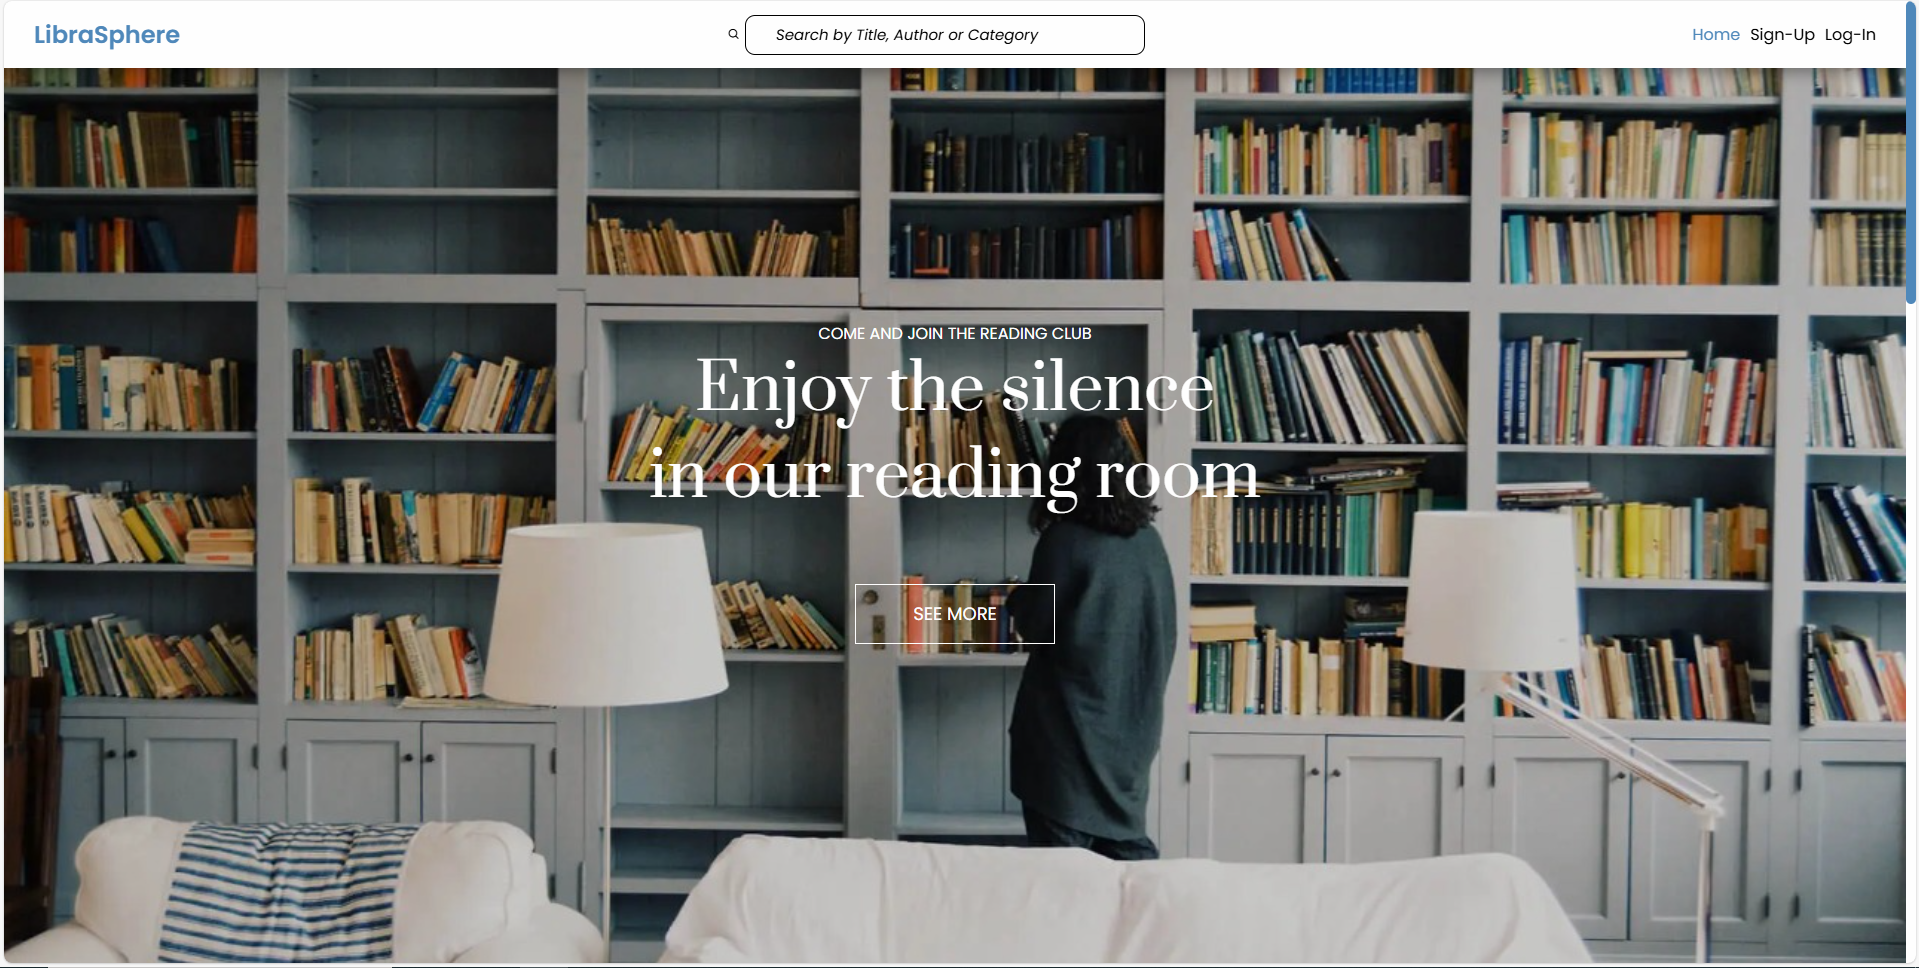 LibraSphere
Search by Title, Author or Category
Home Sign-Up Log-In
COME AND JOIN THE READING CLUB
Enjoy the silence
in our reading room
SEE MORE